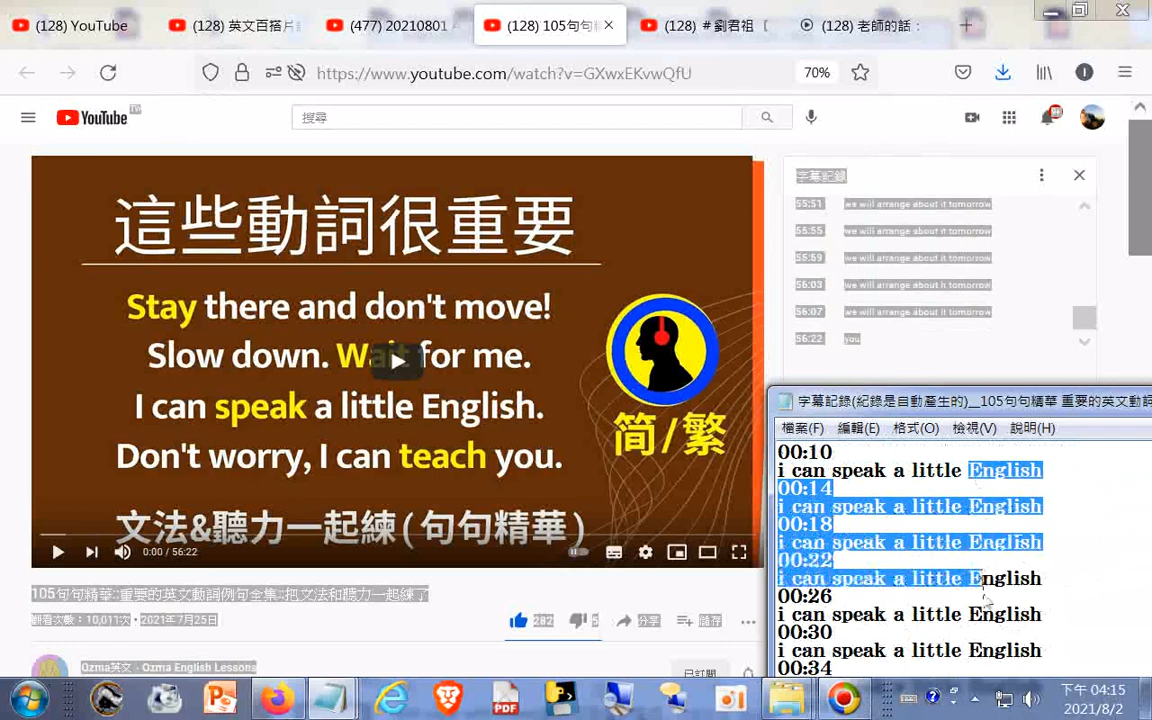 (128) YouTube
(128) 英文百搭片
(477) 20210801
(128) 105句句
(128) ＃劉君祖
(128) 老師的話：
https://www.youtube.com/watch?v=GXwxEKvwQfU
70%
YouTube TW
搜尋
這些動詞很重要
Stay there and don't move!
Slow down. Wait for me.
I can speak a little English.
Don't worry, I can teach you.
简/繁
文法&聽力一起練(句句精華)
0:00 / 56:22
字幕記錄
55:51 we will arrange about it tomorrow
55:55 we will arrange about it tomorrow
55:59 we will arrange about it tomorrow
56:03 we will arrange about it tomorrow
56:07 we will arrange about it tomorrow
56:22 you
105句句精華::重要的英文動詞例句全集::把文法和聽力一起練了
觀看次數：10,011次 • 2021年7月25日
282
5
分享
儲存
Ozma英文 - Ozma English Lessons
已訂閱
字幕記錄(紀錄是自動產生的)__105句句精華 重要的英文動詞
檔案(F) 編輯(E) 格式(O) 檢視(V) 說明(H)
00:10
i can speak a little English
00:14
i can speak a little English
00:18
i can speak a little English
00:22
i can speak a little English
00:26
i can speak a little English
00:30
i can speak a little English
00:34
PDF
下午 04:15
2021/8/2